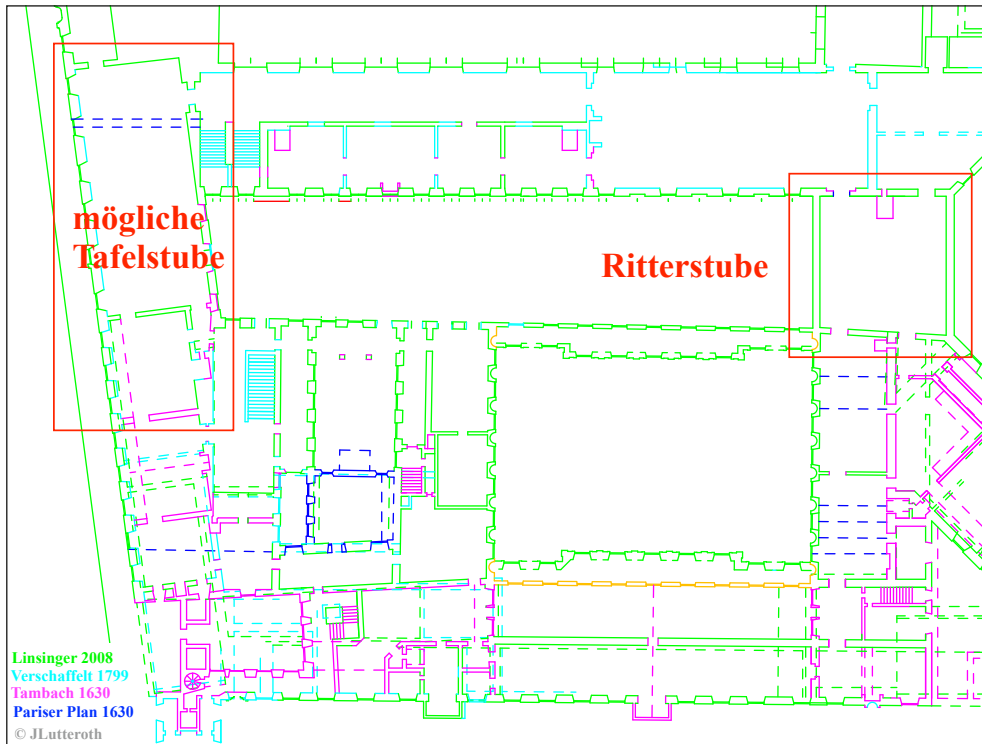 mögliche
Tafelstube
Ritterstube
Linsinger 2008
Verschaffelt 1799
Tambach 1630
Pariser Plan 1630
© JLutteroth